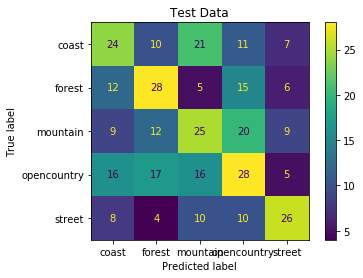 Test Data
coast 24 10 21 11 7
forest 12 28 5 15 6
mountain 9 12 25 20 9
opencountry 16 17 16 28 5
street 8 4 10 10 26
coast forest mountain opencountry street
True label
Predicted label
25
20
15
10
5